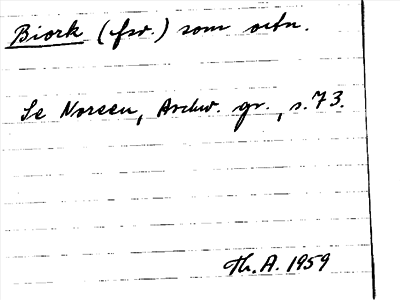 Biork (fsv.) som ortn.
Se Noreen, Aschw. gr., s. 73.
Th. A. 1959